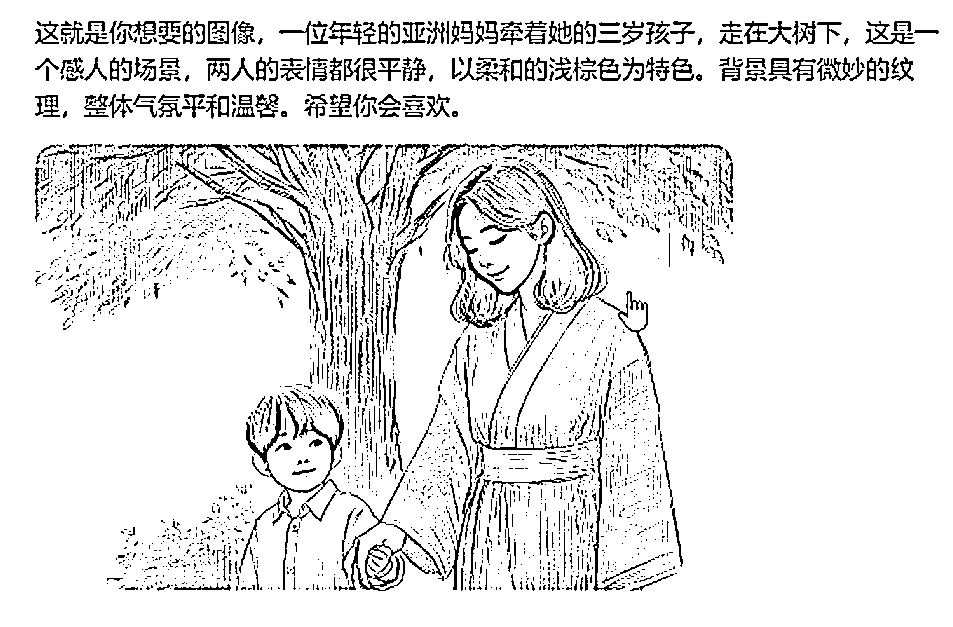 这就是你想要的图像，一位年轻的亚洲妈妈牵着她的三岁孩子，走在大树下，这是一
个感人的场景，两人的表情都很平静，以柔和的浅棕色为特色。背景具有微妙的纹
理，整体气氛平和温馨。希望你会喜欢。